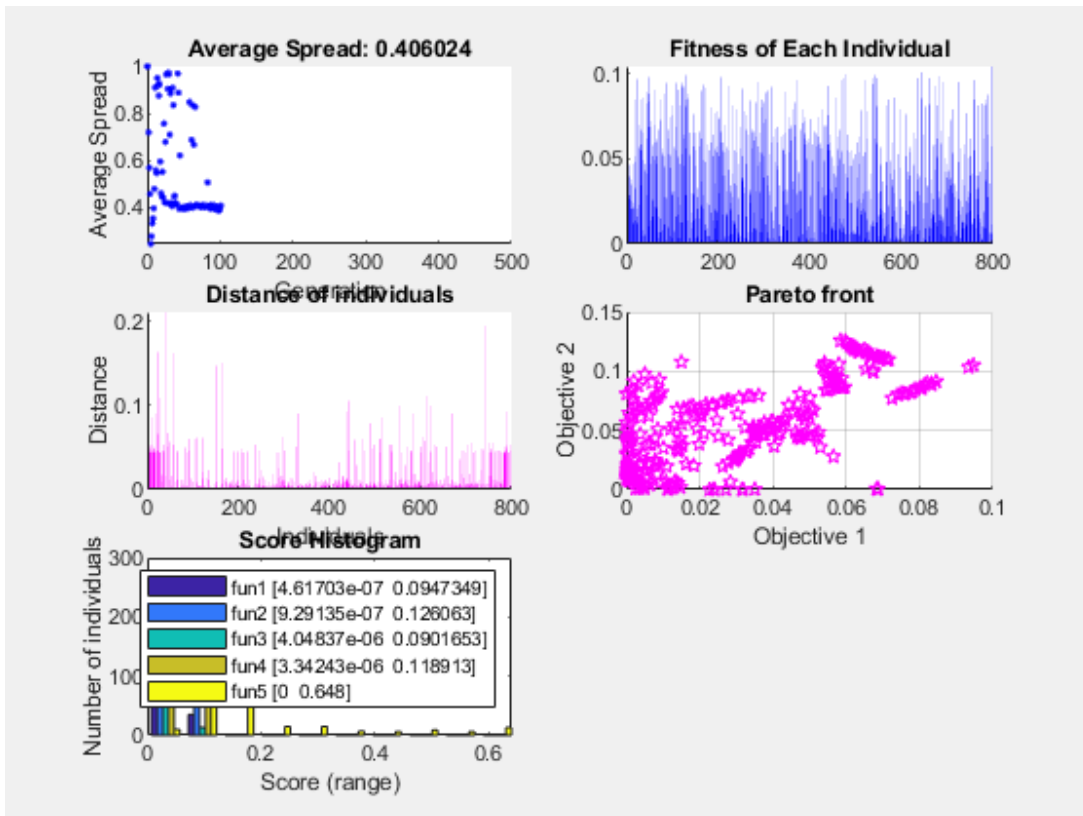 Average Spread: 0.406024
Average Spread
1
0.8
0.6
0.4
0
100
200
300
400
500
Generation
Fitness of Each Individual
0.1
0.05
0
0
200
400
600
800
Distance of individuals
Distance
0.2
0.1
0
0
200
400
600
800
Individuals
Pareto front
Objective 2
0.15
0.1
0.05
0
0
0.02
0.04
0.06
0.08
0.1
Objective 1
Score Histogram
Number of individuals
300
200
100
0
fun1 [4.61703e-07 0.0947349]
fun2 [9.29135e-07 0.126063]
fun3 [4.04837e-06 0.0901653]
fun4 [3.34243e-06 0.118913]
fun5 [0 0.648]
0
0.2
0.4
0.6
Score (range)